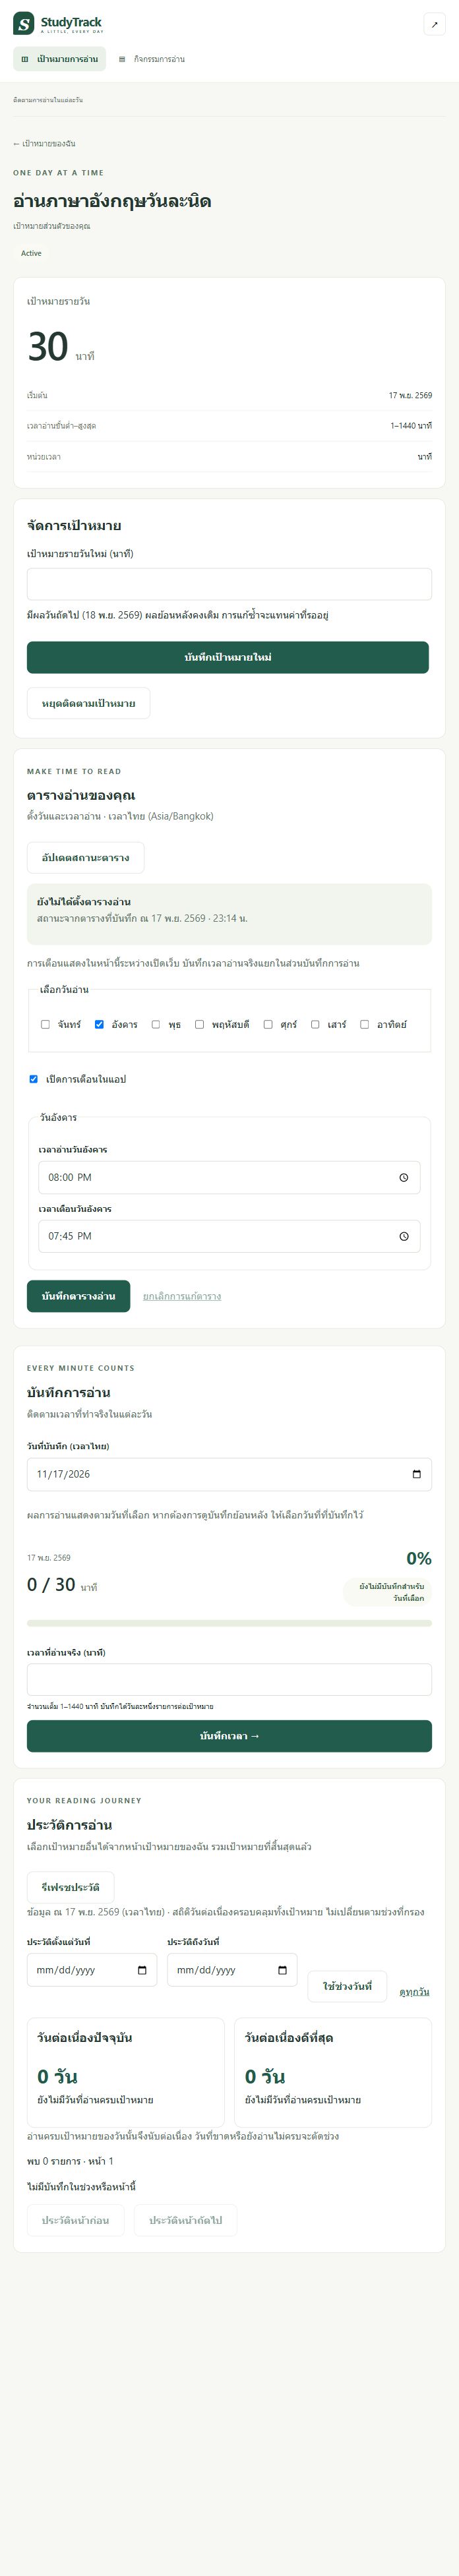 S StudyTrack
A LITTLE, EVERY DAY
↗
เป้าหมายการอ่าน
กิจกรรมการอ่าน
ติดตามการอ่านในแต่ละวัน
← เป้าหมายของฉัน
ONE DAY AT A TIME
อ่านภาษาอังกฤษวันละนิด
เป้าหมายส่วนตัวของคุณ
Active
เป้าหมายรายวัน
30 นาที
เริ่มต้น 17 พ.ย. 2569
เวลาอ่านขั้นต่ำ–สูงสุด 1–1440 นาที
หน่วยเวลา นาที
จัดการเป้าหมาย
เป้าหมายรายวันใหม่ (นาที)
มีผลวันถัดไป (18 พ.ย. 2569) ผลย้อนหลังคงเดิม การแก้ซ้ำจะแทนค่าที่รออยู่
บันทึกเป้าหมายใหม่
หยุดติดตามเป้าหมาย
MAKE TIME TO READ
ตารางอ่านของคุณ
ตั้งวันและเวลาอ่าน · เวลาไทย (Asia/Bangkok)
อัปเดตสถานะตาราง
ยังไม่ได้ตั้งตารางอ่าน
สถานะจากตารางที่บันทึก ณ 17 พ.ย. 2569 · 23:14 น.
การเตือนแสดงในหน้านี้ระหว่างเปิดเว็บ บันทึกเวลาอ่านจริงแยกในส่วนบันทึกการอ่าน
เลือกวันอ่าน
จันทร์ อังคาร พุธ พฤหัสบดี ศุกร์ เสาร์ อาทิตย์
เปิดการเตือนในแอป
วันอังคาร
เวลาอ่านวันอังคาร
08:00 PM
เวลาเตือนวันอังคาร
07:45 PM
บันทึกตารางอ่าน
ยกเลิกการแก้ตาราง
EVERY MINUTE COUNTS
บันทึกการอ่าน
ติดตามเวลาที่ทำจริงในแต่ละวัน
วันที่บันทึก (เวลาไทย)
11/17/2026
ผลการอ่านแสดงตามวันที่เลือก หากต้องการดูบันทึกย้อนหลัง ให้เลือกวันที่ที่บันทึกไว้
17 พ.ย. 2569
0%
0 / 30 นาที
ยังไม่มีบันทึกสำหรับ
วันที่เลือก
เวลาที่อ่านจริง (นาที)
จำนวนเต็ม 1–1440 นาที บันทึกได้วันละหนึ่งรายการต่อเป้าหมาย
บันทึกเวลา →
YOUR READING JOURNEY
ประวัติการอ่าน
เลือกเป้าหมายอื่นได้จากหน้าเป้าหมายของฉัน รวมเป้าหมายที่สิ้นสุดแล้ว
รีเฟรชประวัติ
ข้อมูล ณ 17 พ.ย. 2569 (เวลาไทย) · สถิติวันต่อเนื่องครอบคลุมทั้งเป้าหมาย ไม่เปลี่ยนตามช่วงที่กรอง
ประวัติตั้งแต่วันที่
ประวัติถึงวันที่
mm/dd/yyyy
mm/dd/yyyy
ใช้ช่วงวันที่
ดูทุกวัน
วันต่อเนื่องปัจจุบัน
0 วัน
ยังไม่มีวันที่อ่านครบเป้าหมาย
วันต่อเนื่องดีที่สุด
0 วัน
ยังไม่มีวันที่อ่านครบเป้าหมาย
อ่านครบเป้าหมายของวันนั้นจึงนับต่อเนื่อง วันที่ขาดหรือยังอ่านไม่ครบจะตัดช่วง
พบ 0 รายการ · หน้า 1
ไม่มีบันทึกในช่วงหรือหน้านี้
ประวัติหน้าก่อน
ประวัติหน้าถัดไป